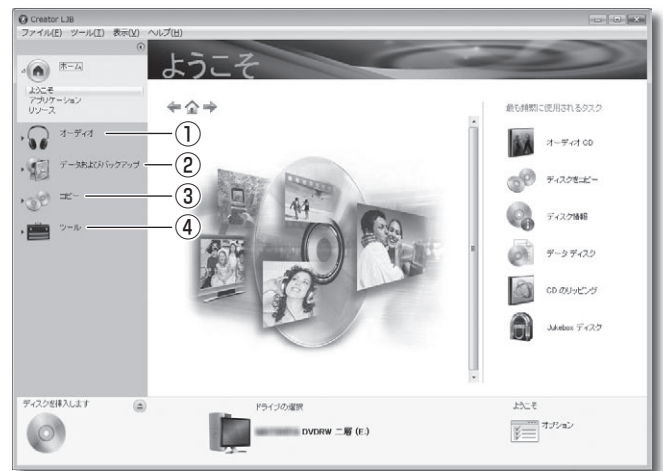 Creator LJB
ファイル(F) ツール(T) 表示(V) ヘルプ(H)
ようこそ
ホーム
ようこそ
アプリケーション
リソース
オーディオ
①
データおよびバックアップ
②
コピー
③
ツール
④
最も頻繁に使用されるタスク
オーディオ CD
ディスクをコピー
ディスク情報
データ ディスク
CD のリッピング
Jukebox ディスク
ディスクを挿入します
ドライブの選択
DVDRW 二層 (E:)
ようこそ
オプション